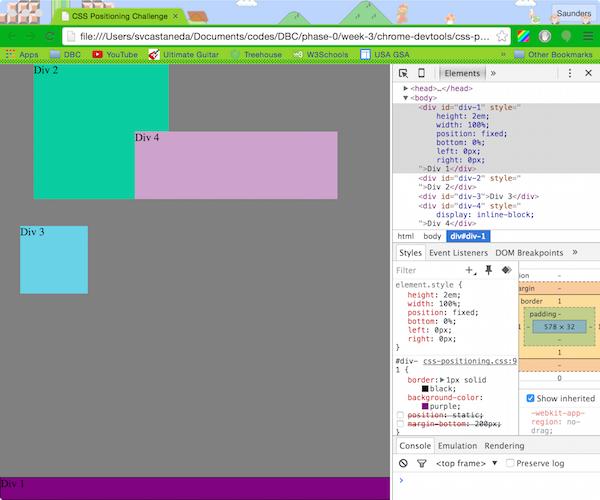 CSS Positioning Challenge
Saunders
file:///Users/svcastaneda/Documents/codes/DBC/phase-0/week-3/chrome-devtools/css-p…
Apps DBC YouTube Ultimate Guitar Treehouse W3Schools USA GSA » Other Bookmarks
Div 2
Div 4
Div 3
Div 1
Elements »
▶<head>…</head>
▼<body>
<div id="div-1" style="
height: 2em;
width: 100%;
position: fixed;
bottom: 0%;
left: 0px;
right: 0px;
">Div 1</div>
<div id="div-2" style="
">Div 2</div>
<div id="div-3">Div 3</div>
<div id="div-4" style="
display: inline-block;
">Div 4</div>
html body div#div-1
Styles Event Listeners DOM Breakpoints »
Filter
element.style {
height: 2em;
width: 100%;
position: fixed;
bottom: 0%;
left: 0px;
right: 0px;
}
#div- css-positioning.css:9
1 {
border:▶1px solid
black;
background-color:
purple;
position: static;
margin-bottom: 200px;
}
ion –
argin –
border 1
padding –
1 – 578 × 32 – 1
–
1
–
0
Show inherited
-webkit-app-
region: no-
drag;
Console Emulation Rendering
<top frame> ▼ Preserve log
>